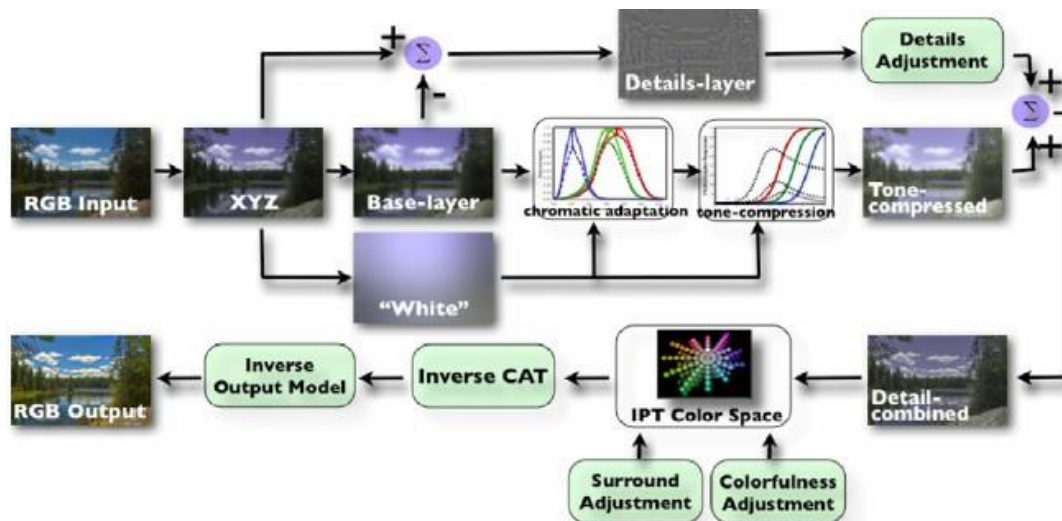 +
Σ
-
Details-layer
Details
Adjustment
+
Σ
+
RGB Input
XYZ
Base-layer
chromatic adaptation
tone-compression
Tone-
compressed
“White”
RGB Output
Inverse
Output Model
Inverse CAT
IPT Color Space
Detail-
combined
Surround
Adjustment
Colorfulness
Adjustment